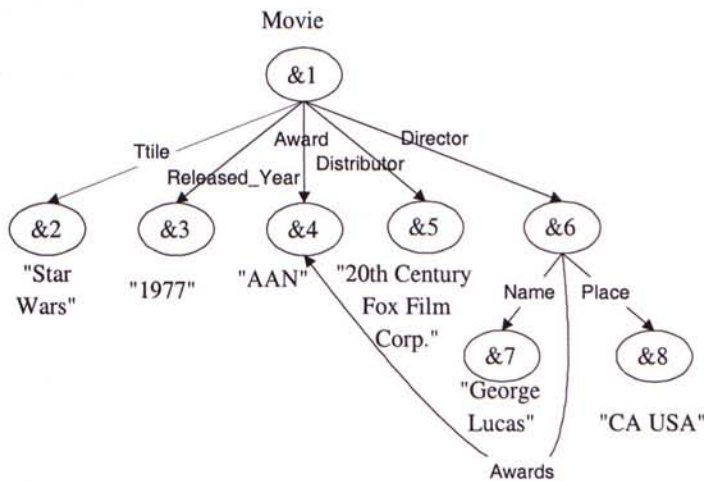 Movie
&1
Ttile
Released_Year
Award
Distributor
Director
&2
&3
&4
&5
&6
"Star
Wars"
"1977"
"AAN"
"20th Century
Fox Film
Corp."
Name
Place
&7
&8
"George
Lucas"
"CA USA"
Awards